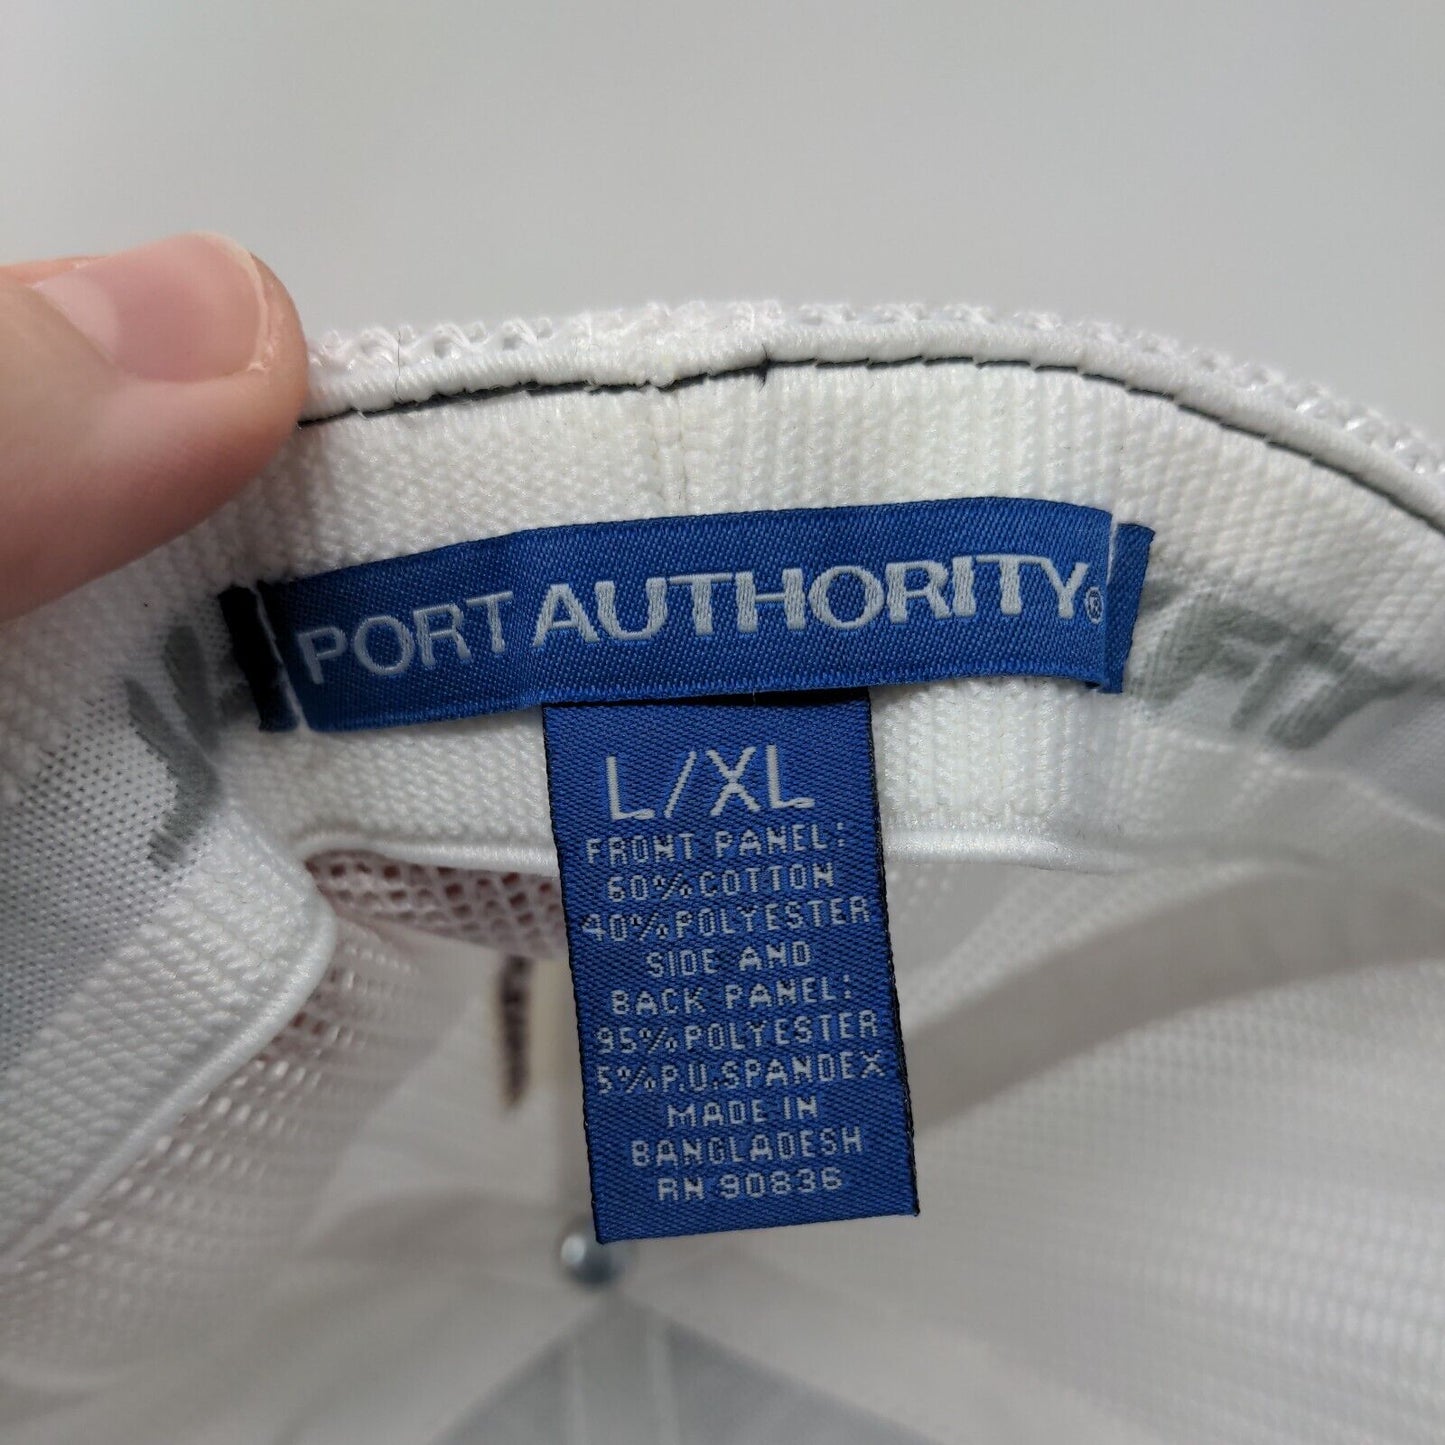 PORT AUTHORITY®
L/XL
FRONT PANEL:
60% COTTON
40% POLYESTER
SIDE AND
BACK PANEL:
95% POLYESTER
5% P.U.SPANDEX
MADE IN
BANGLADESH
RN 90836